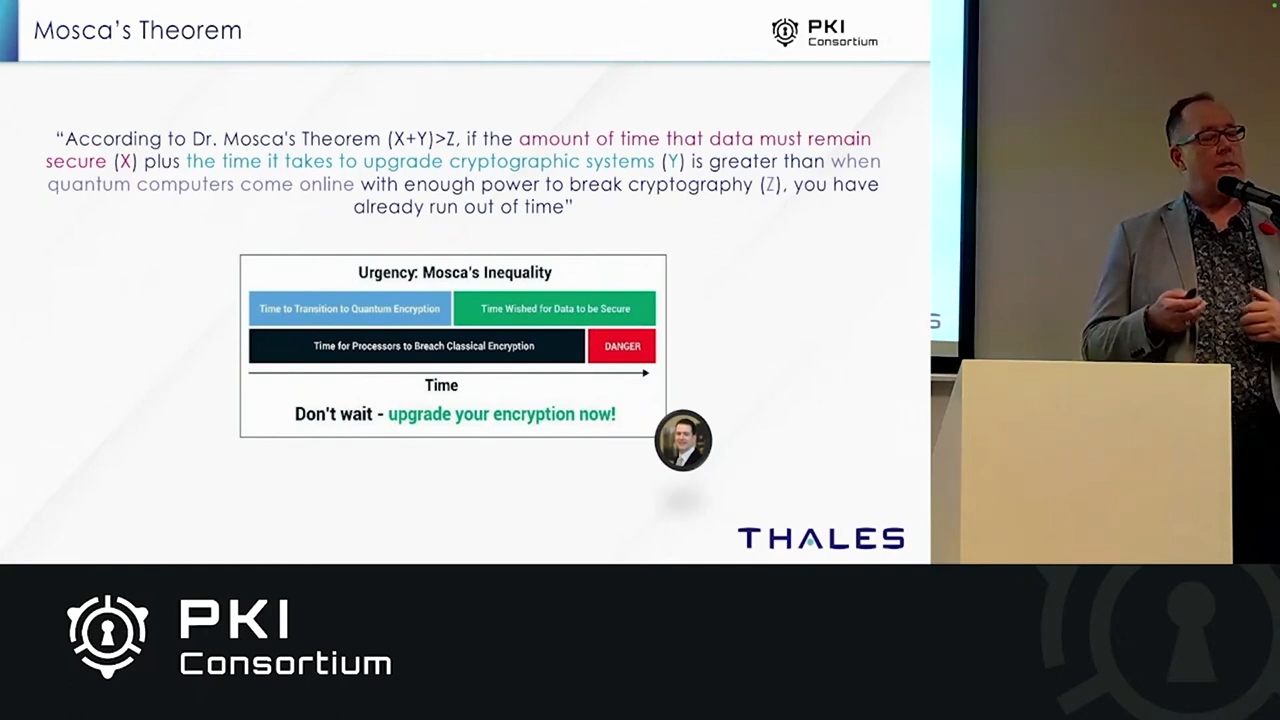 Mosca's Theorem
PKI
Consortium
“According to Dr. Mosca's Theorem (X+Y)>Z, if the amount of time that data must remain
secure (X) plus the time it takes to upgrade cryptographic systems (Y) is greater than when
quantum computers come online with enough power to break cryptography (Z), you have
already run out of time”
Urgency: Mosca's Inequality
Time to Transition to Quantum Encryption
Time Wished for Data to be Secure
Time for Processors to Breach Classical Encryption
DANGER
Time
Don't wait - upgrade your encryption now!
THALES
S
PKI
Consortium